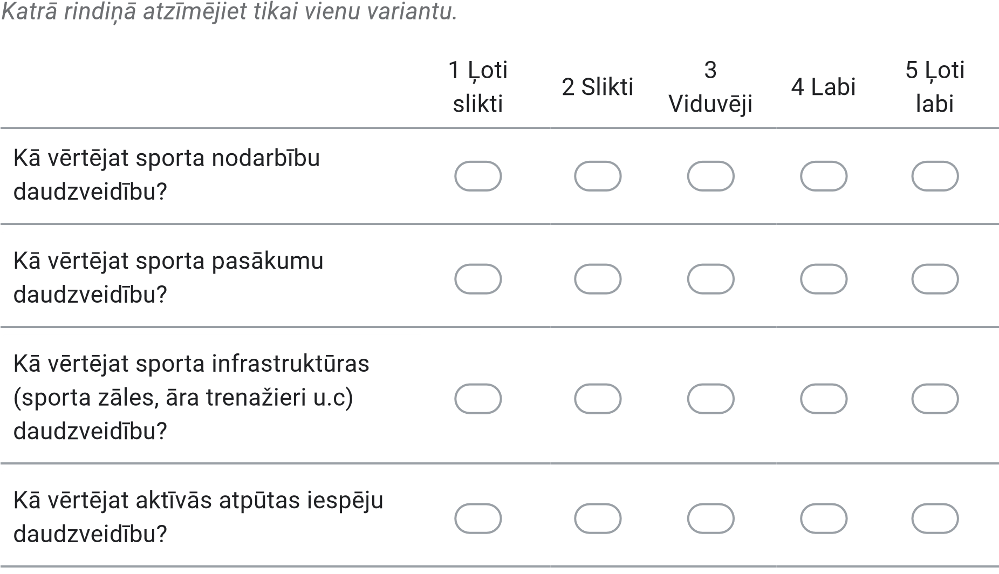 Katrā rindiņā atzīmējiet tikai vienu variantu.
1 Ļoti
slikti
2 Slikti
3
Viduvēji
4 Labi
5 Ļoti
labi
Kā vērtējat sporta nodarbību
daudzveidību?
Kā vērtējat sporta pasākumu
daudzveidību?
Kā vērtējat sporta infrastruktūras
(sporta zāles, āra trenažieri u.c)
daudzveidību?
Kā vērtējat aktīvās atpūtas iespēju
daudzveidību?